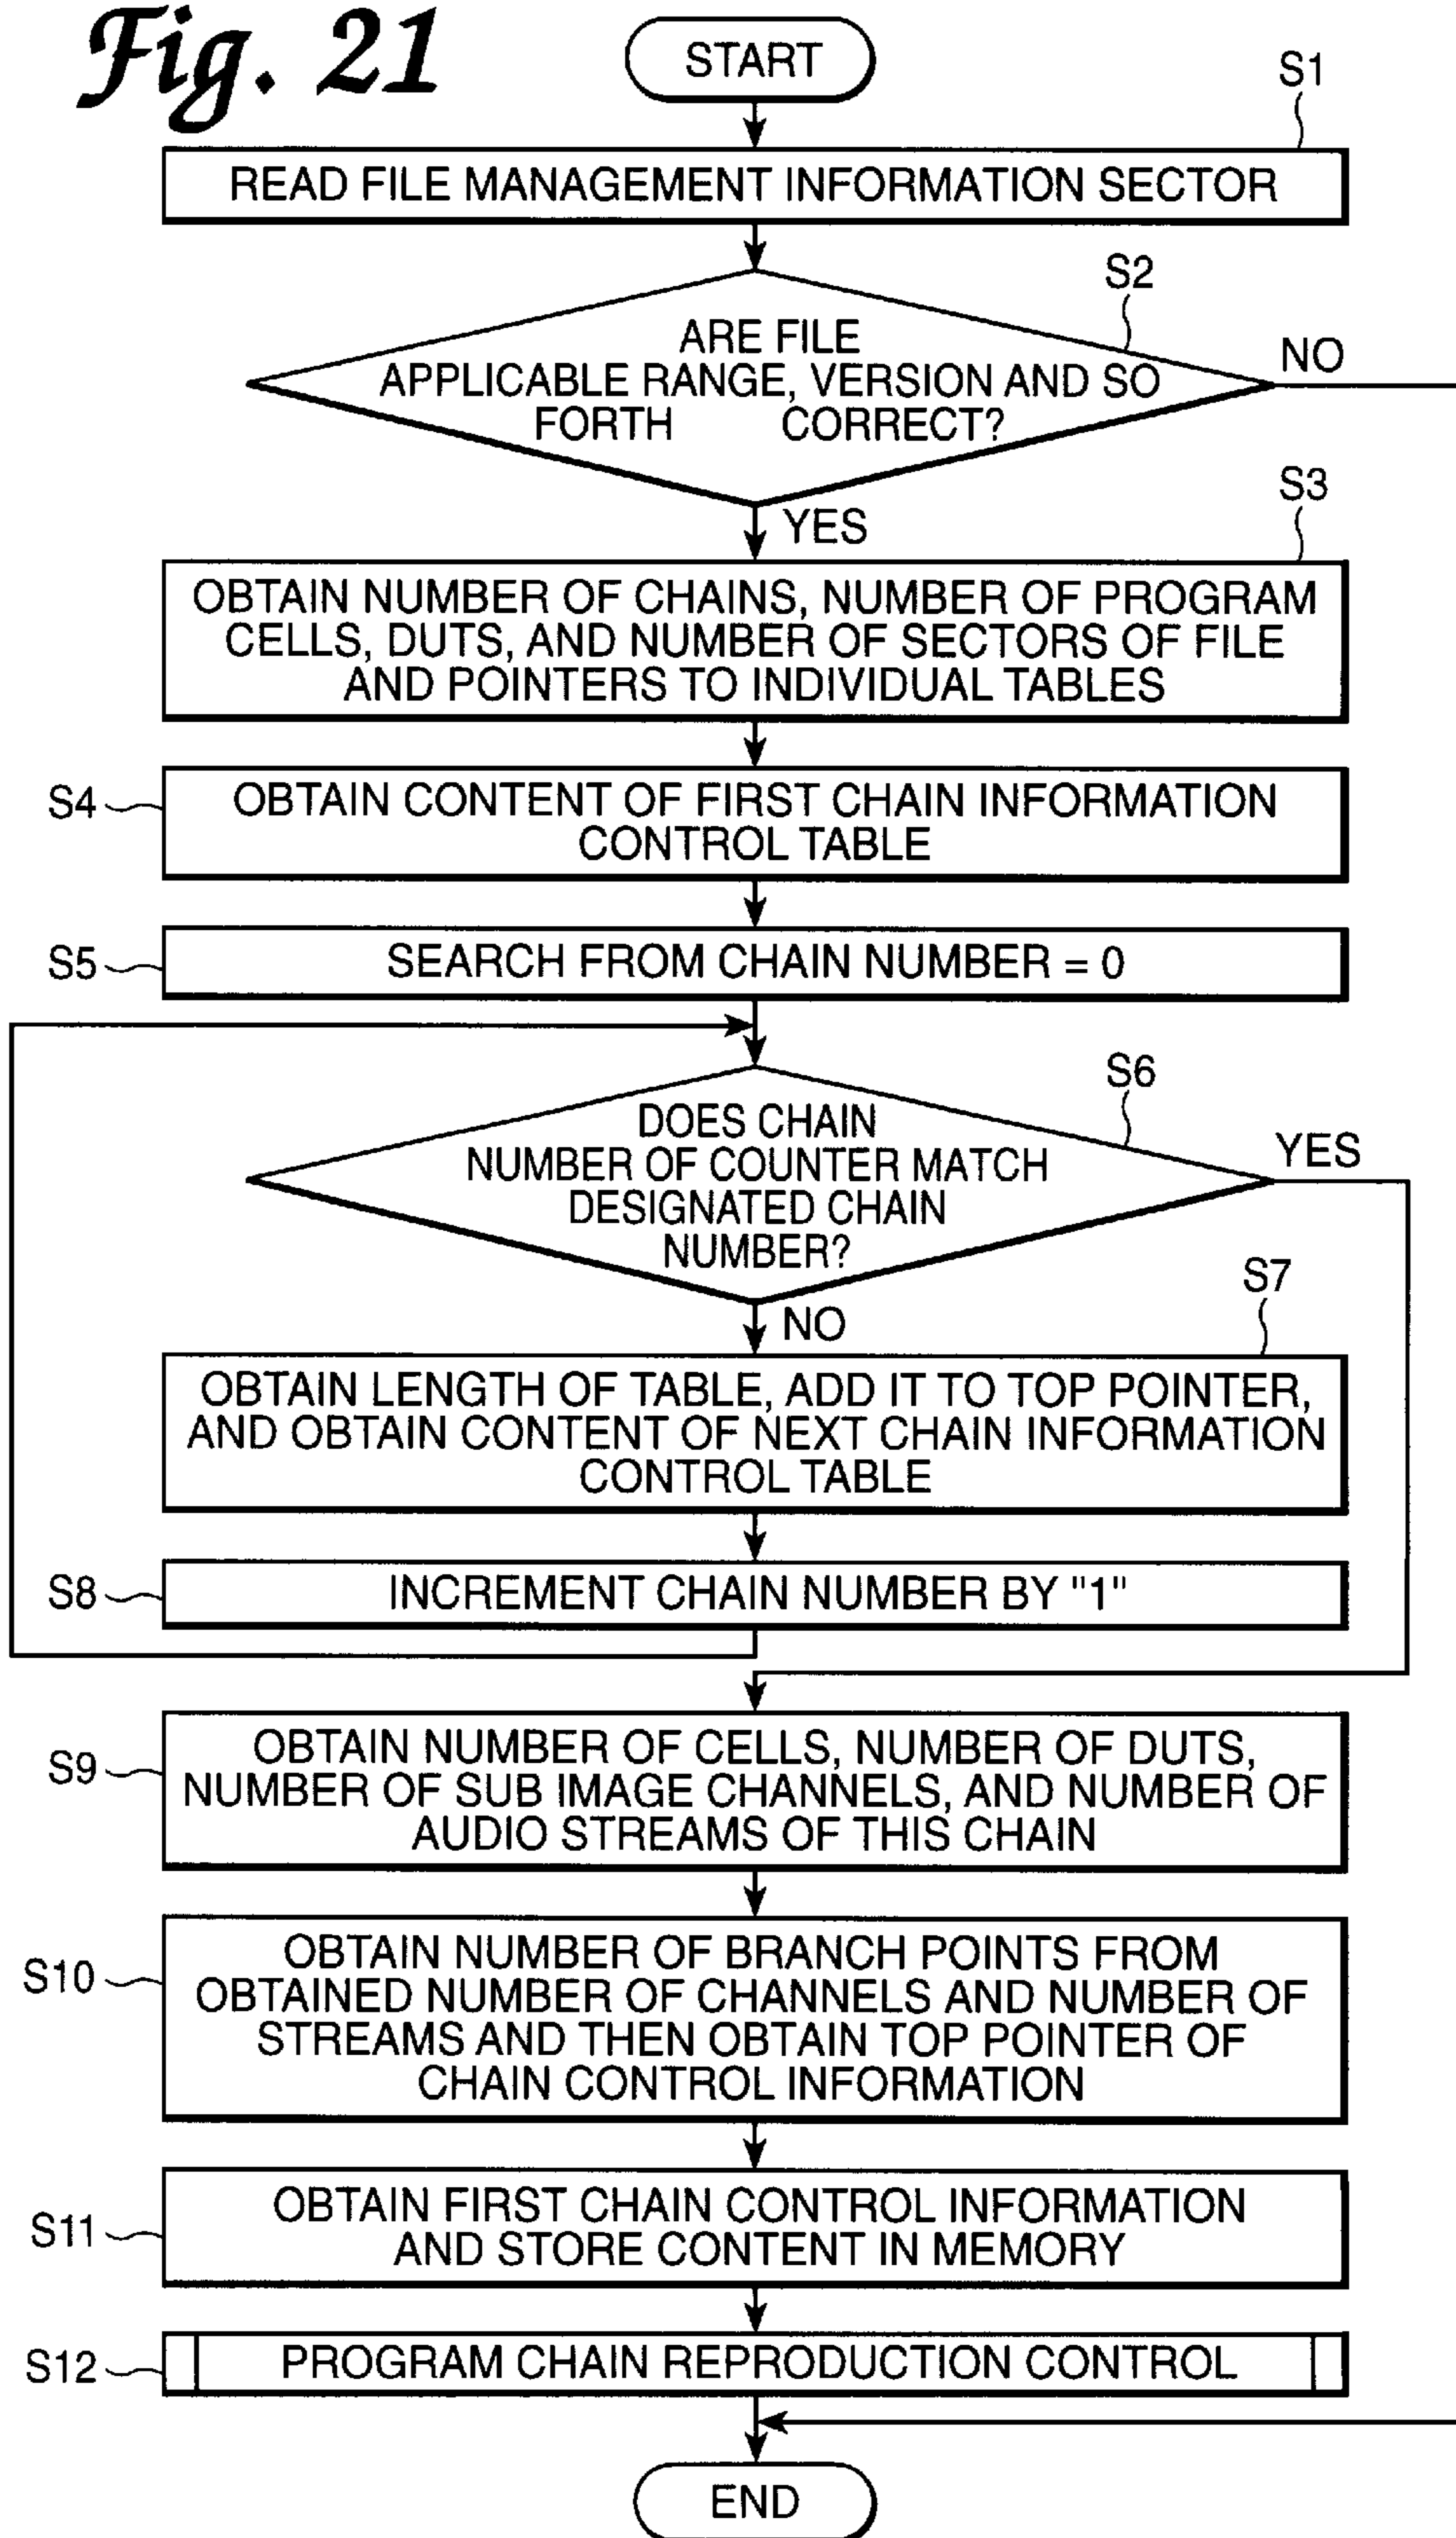 Fig. 21
START
S1
READ FILE MANAGEMENT INFORMATION SECTOR
S2
ARE FILE
APPLICABLE RANGE, VERSION AND SO
FORTH CORRECT?
NO
YES
S3
OBTAIN NUMBER OF CHAINS, NUMBER OF PROGRAM
CELLS, DUTS, AND NUMBER OF SECTORS OF FILE
AND POINTERS TO INDIVIDUAL TABLES
S4
OBTAIN CONTENT OF FIRST CHAIN INFORMATION
CONTROL TABLE
S5
SEARCH FROM CHAIN NUMBER = 0
S6
DOES CHAIN
NUMBER OF COUNTER MATCH
DESIGNATED CHAIN
NUMBER?
YES
NO
S7
OBTAIN LENGTH OF TABLE, ADD IT TO TOP POINTER,
AND OBTAIN CONTENT OF NEXT CHAIN INFORMATION
CONTROL TABLE
S8
INCREMENT CHAIN NUMBER BY "1"
S9
OBTAIN NUMBER OF CELLS, NUMBER OF DUTS,
NUMBER OF SUB IMAGE CHANNELS, AND NUMBER OF
AUDIO STREAMS OF THIS CHAIN
S10
OBTAIN NUMBER OF BRANCH POINTS FROM
OBTAINED NUMBER OF CHANNELS AND NUMBER OF
STREAMS AND THEN OBTAIN TOP POINTER OF
CHAIN CONTROL INFORMATION
S11
OBTAIN FIRST CHAIN CONTROL INFORMATION
AND STORE CONTENT IN MEMORY
S12
PROGRAM CHAIN REPRODUCTION CONTROL
END